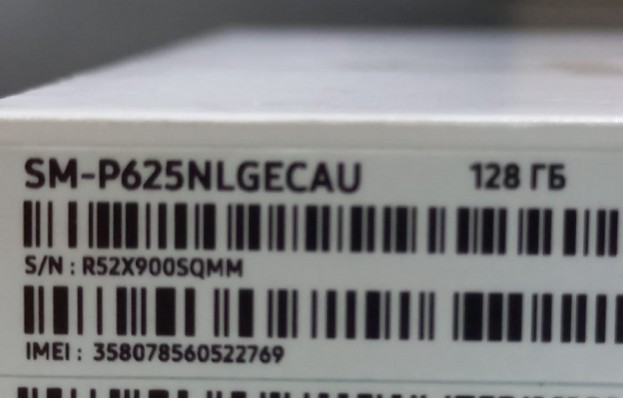 SM-P625NLGECAU 128 ГБ
S/N : R52X900SQMM
IMEI : 358078560522769